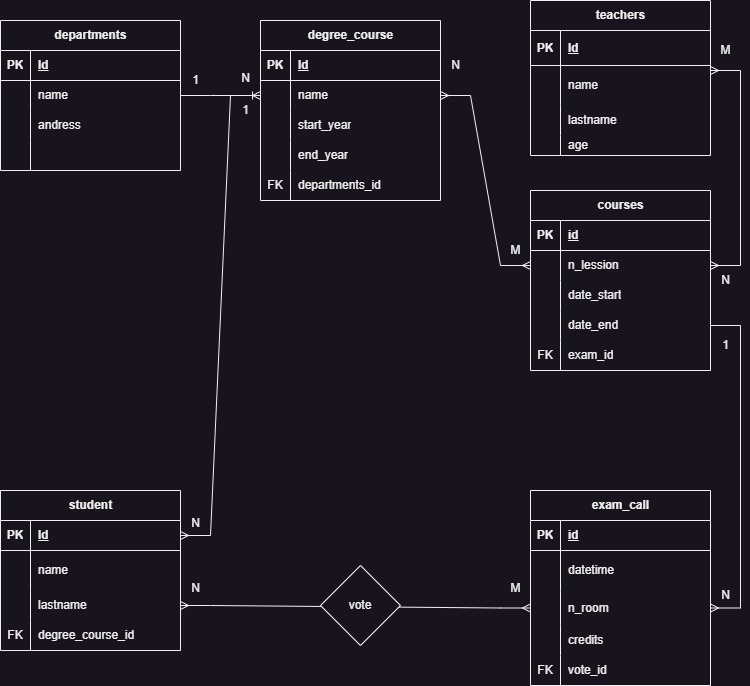 departments
PK Id
name
andress
1
N
1
degree_course
PK Id
name
start_year
end_year
FK departments_id
N
teachers
PK Id
name
lastname
age
M
courses
PK id
n_lession
date_start
date_end
FK exam_id
M
N
1
student
PK Id
name
lastname
FK degree_course_id
N
N
vote
M
exam_call
PK id
datetime
n_room
credits
FK vote_id
N